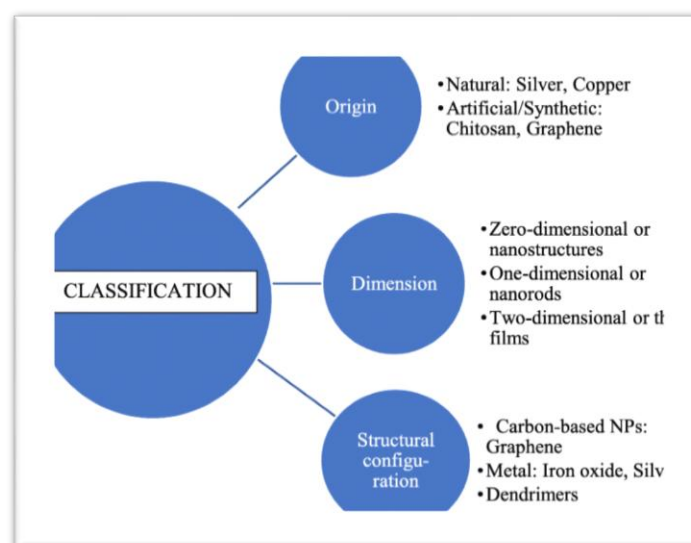 Origin
•Natural: Silver, Copper
•Artificial/Synthetic:
Chitosan, Graphene
CLASSIFICATION
Dimension
•Zero-dimensional or
nanostructures
•One-dimensional or
nanorods
•Two-dimensional or
films
Structural
configu-
ration
• Carbon-based NPs:
Graphene
•Metal: Iron oxide,
•Dendrimers